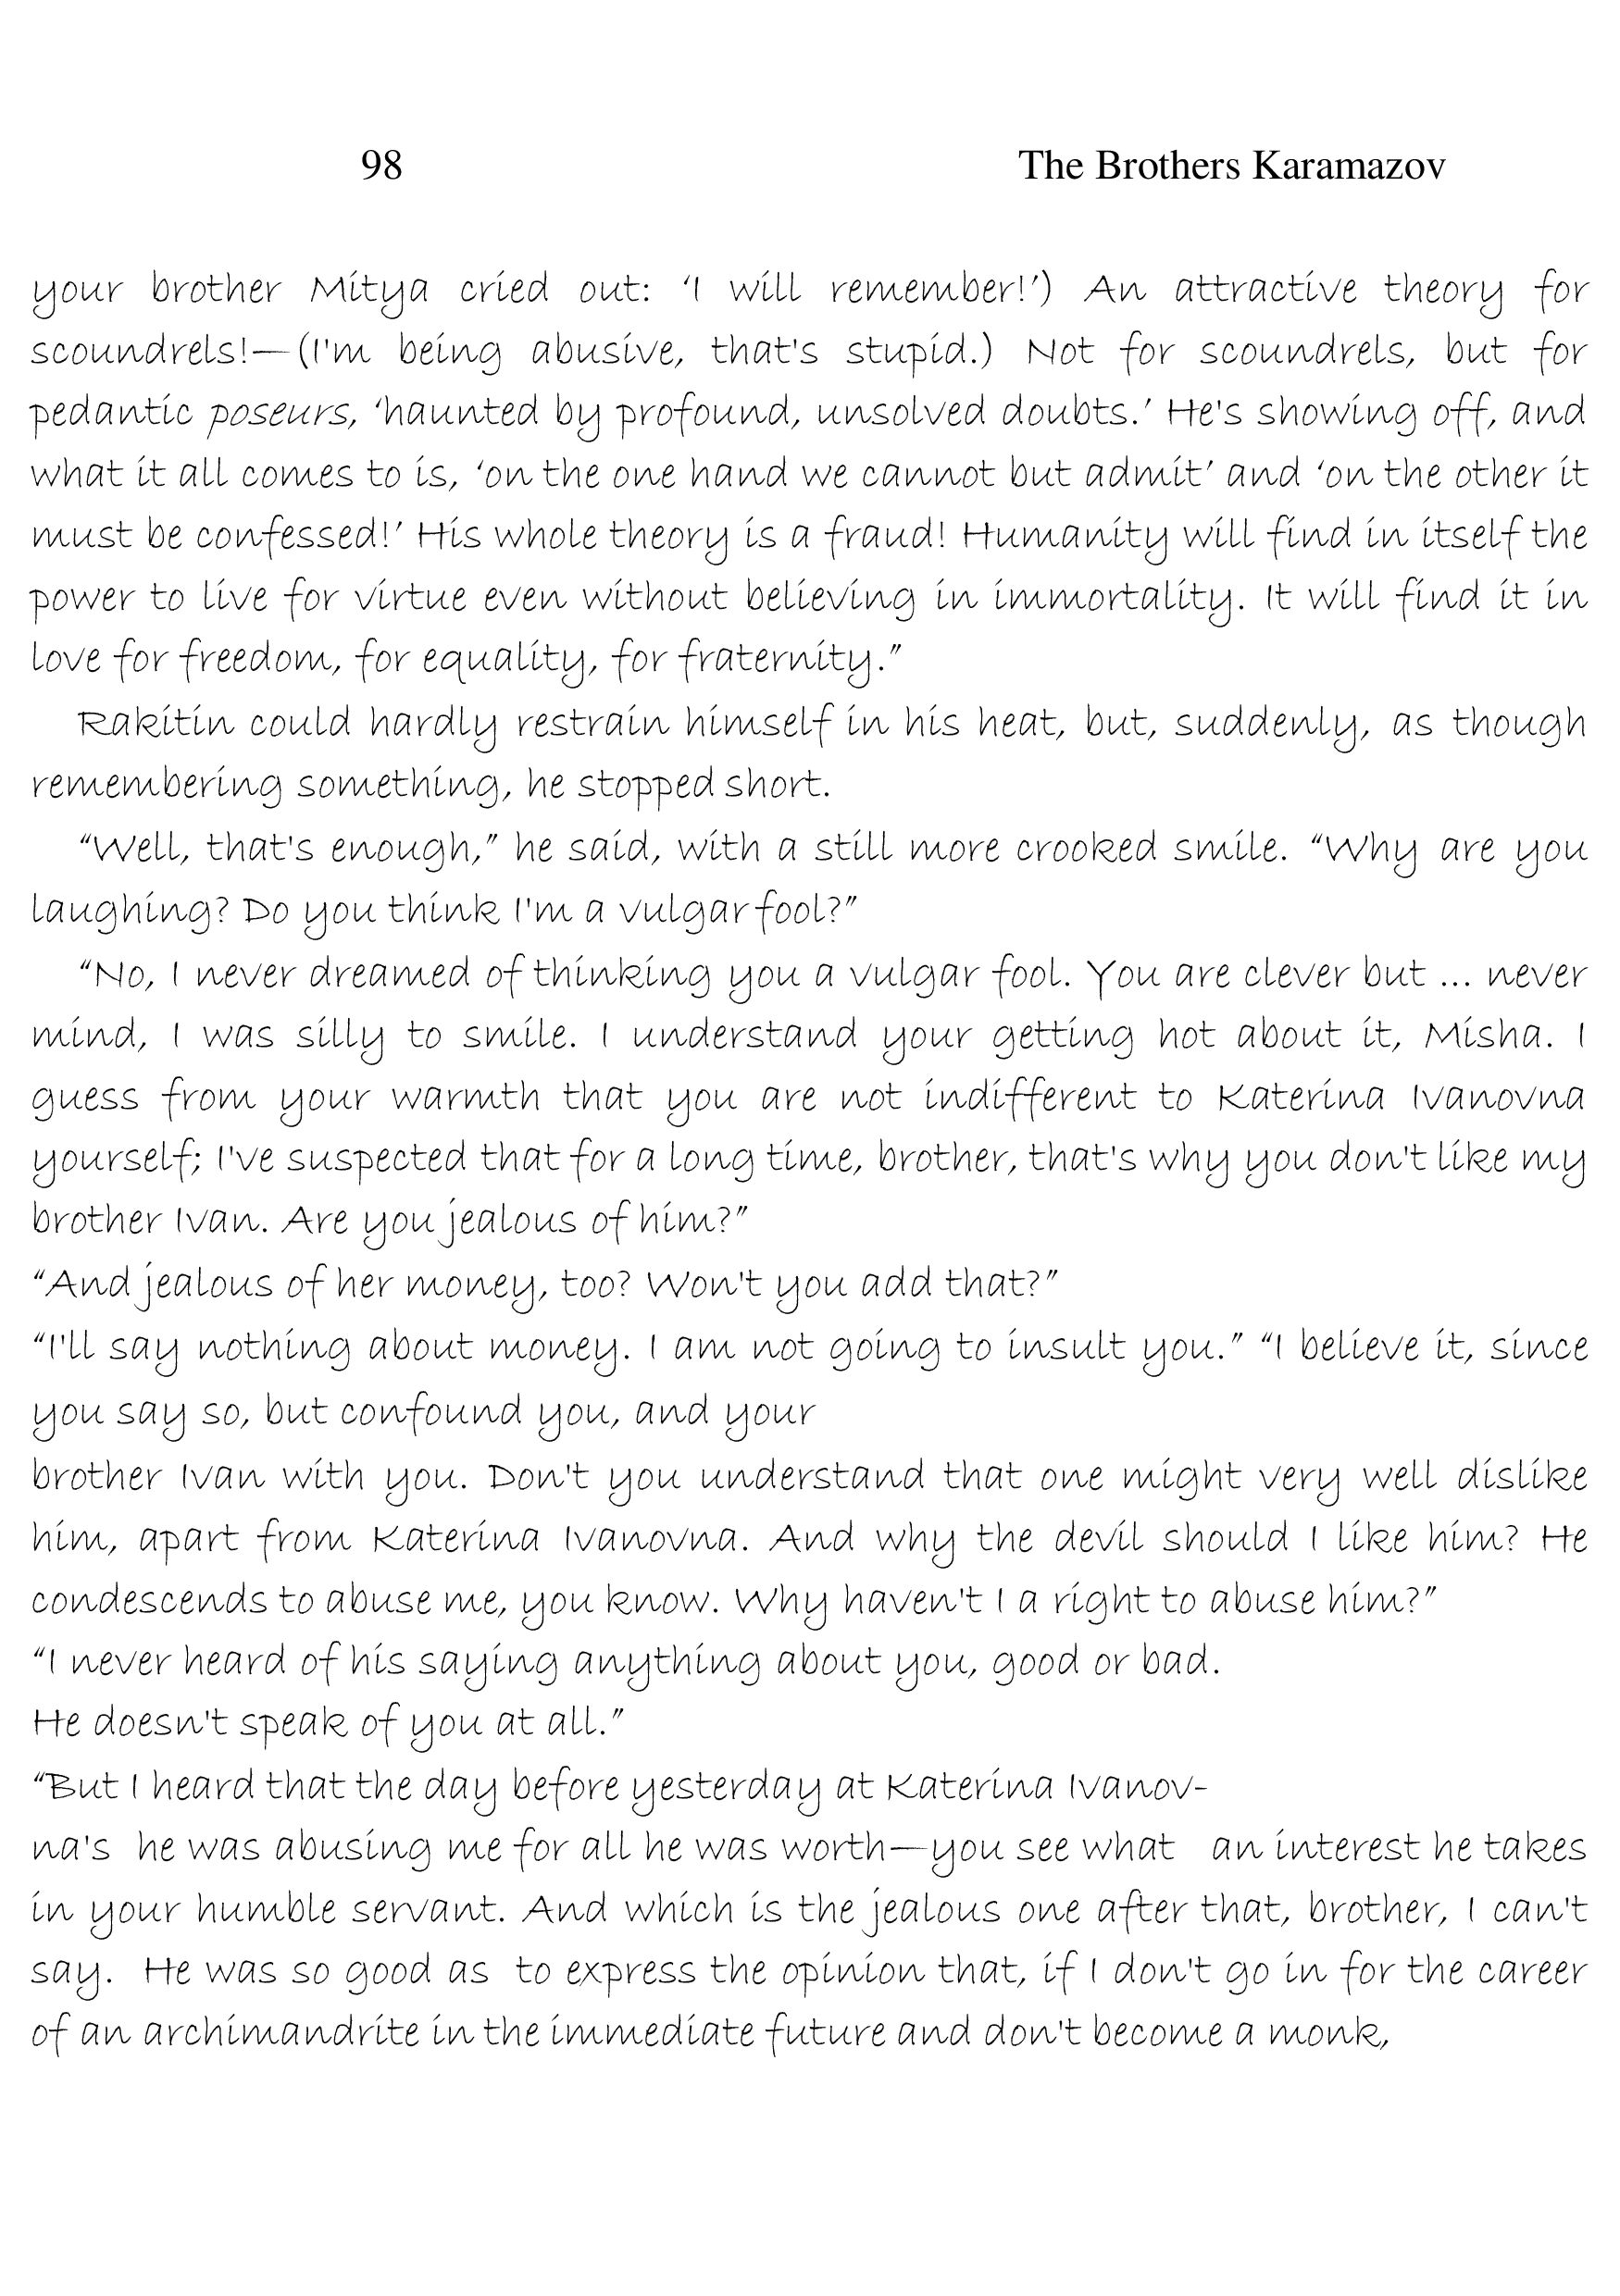 98 The Brothers Karamazov
your brother Mitya cried out: ‘I will remember!’) An attractive theory for
scoundrels!—(I'm being abusive, that's stupid.) Not for scoundrels, but for
pedantic poseurs, ‘haunted by profound, unsolved doubts.’ He's showing off, and
what it all comes to is, ‘on the one hand we cannot but admit’ and ‘on the other it
must be confessed!’ His whole theory is a fraud! Humanity will find in itself the
power to live for virtue even without believing in immortality. It will find it in
love for freedom, for equality, for fraternity.”
Rakitin could hardly restrain himself in his heat, but, suddenly, as though
remembering something, he stopped short.
“Well, that's enough,” he said, with a still more crooked smile. “Why are you
laughing? Do you think I'm a vulgar fool?”
“No, I never dreamed of thinking you a vulgar fool. You are clever but ... never
mind, I was silly to smile. I understand your getting hot about it, Misha. I
guess from your warmth that you are not indifferent to Katerina Ivanovna
yourself; I've suspected that for a long time, brother, that's why you don't like my
brother Ivan. Are you jealous of him?”
“And jealous of her money, too? Won't you add that?”
“I'll say nothing about money. I am not going to insult you.” “I believe it, since
you say so, but confound you, and your
brother Ivan with you. Don't you understand that one might very well dislike
him, apart from Katerina Ivanovna. And why the devil should I like him? He
condescends to abuse me, you know. Why haven't I a right to abuse him?”
“I never heard of his saying anything about you, good or bad.
He doesn't speak of you at all.”
“But I heard that the day before yesterday at Katerina Ivanov-
na's he was abusing me for all he was worth—you see what an interest he takes
in your humble servant. And which is the jealous one after that, brother, I can't
say. He was so good as to express the opinion that, if I don't go in for the career
of an archimandrite in the immediate future and don't become a monk,